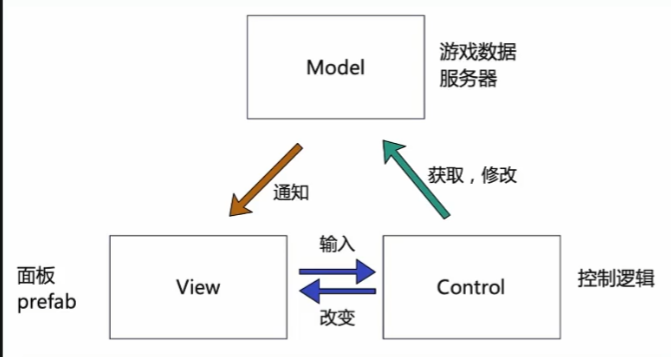 Model
游戏数据
服务器
通知
获取，修改
输入
面板
prefab
View
Control
控制逻辑
改变